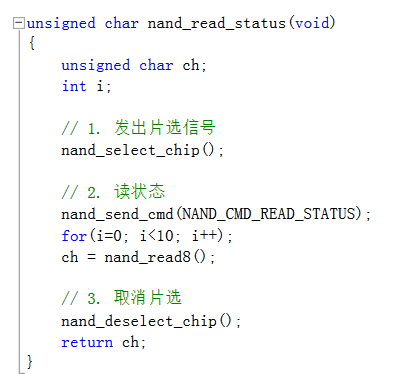 unsigned char nand_read_status(void)
{
    unsigned char ch;
    int i;

    // 1. 发出片选信号
    nand_select_chip();

    // 2. 读状态
    nand_send_cmd(NAND_CMD_READ_STATUS);
    for(i=0; i<10; i++);
    ch = nand_read8();

    // 3. 取消片选
    nand_deselect_chip();
    return ch;
}